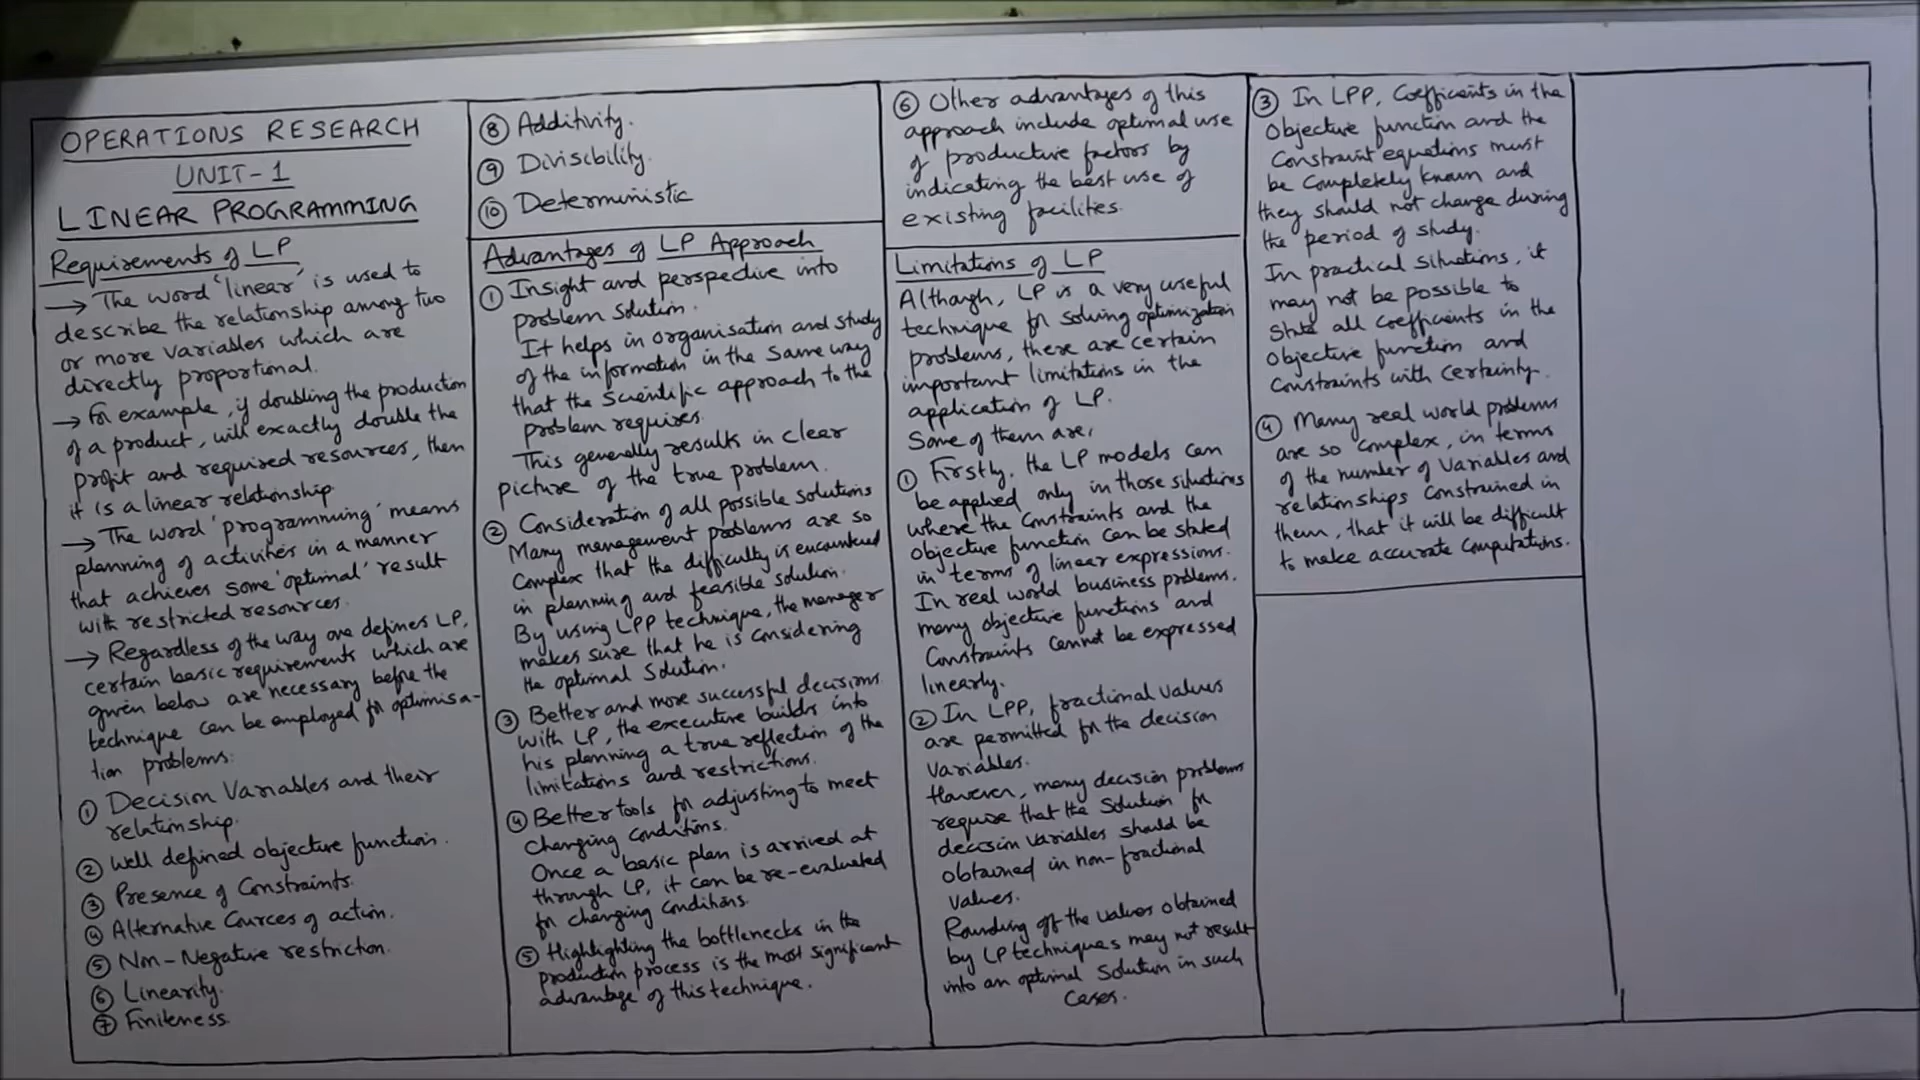 OPERATIONS RESEARCH
UNIT-1
LINEAR PROGRAMMING
Requirements of LP
→ The word 'linear' is used to
describe the relationship among two
or more variables which are
directly proportional.
→ For example, if doubling the production
of a product, will exactly double the
profit and required resources, then
it is a linear relationship.
→ The word 'programming' means
planning of activities in a manner
that achieves some 'optimal' result
with restricted resources.
→ Regardless of the way one defines LP,
certain basic requirements which are
given below are necessary before the
technique can be employed for optimisa-
tion problems.
① Decision Variables and their
relationship.
② Well defined objective function.
③ Presence of Constraints.
④ Alternative Cources of action.
⑤ Non-Negative restriction.
⑥ Linearity.
⑦ Finiteness.
⑧ Additivity.
⑨ Divisibility.
⑩ Deterministic
Advantages of LP Approach
① Insight and perspective into
problem Solution.
It helps in organisation and study
of the information in the same way
that the Scientific approach to the
problem requires.
This generally results in clear
picture of the true problem.
② Consideration of all possible solutions
Many management problems are so
Complex that the difficulty is encountered
in planning and feasible solution.
By using LPP technique, the manager
makes sure that he is considering
the optimal Solution.
③ Better and more successful decisions
With LP, the executive builds into
his planning a true reflection of the
limitations and restrictions.
④ Better tools for adjusting to meet
changing conditions.
Once a basic plan is arrived at
through LP, it can be re-evaluated
for changing Conditions.
⑤ Highlighting the bottlenecks in the
production process is the most significant
advantage of this technique.
⑥ Other advantages of this
approach include optimal use
of productive factors by
indicating the best use of
existing facilities.
Limitations of LP
Although, LP is a very useful
technique for solving optimization
problems, there are certain
important limitations in the
application of LP.
Some of them are,
① Firstly, the LP models can
be applied only in those situations
where the Constraints and the
objective function can be stated
in terms of linear expressions.
In real world business problems,
many objective functions and
Constraints cannot be expressed
linearly.
② In LPP, fractional values
are permitted for the decision
Variables.
However, many decision problems
require that the Solution for
decision variables should be
obtained in non-fractional
values.
Rounding off the values obtained
by LP techniques may not result
into an optimal Solution in such
Cases.
③ In LPP, Coefficients in the
Objective function and the
Constraint equations must
be Completely known and
they should not change during
the period of study.
In practical Situations, it
may not be possible to
State all Coefficients in the
Objective function and
Constraints with certainty.
④ Many real world problems
are so complex, in terms
of the number of Variables and
relationships Constrained in
them, that it will be difficult
to make accurate Computations.